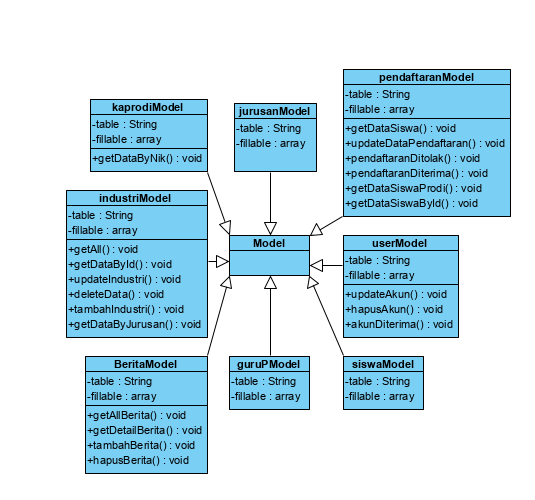 pendaftaranModel
-table : String
-fillable : array
+getDataSiswa() : void
+updateDataPendaftaran() : void
+pendaftaranDitolak() : void
+pendaftaranDiterima() : void
+getDataSiswaProdi() : void
+getDataSiswaById() : void
kaprodiModel
-table : String
-fillable : array
+getDataByNik() : void
jurusanModel
-table : String
-fillable : array
industriModel
-table : String
-fillable : array
+getAll() : void
+getDataById() : void
+updateIndustri() : void
+deleteData() : void
+tambahIndustri() : void
+getDataByJurusan() : void
Model
userModel
-table : String
-fillable : array
+updateAkun() : void
+hapusAkun() : void
+akunDiterima() : void
BeritaModel
-table : String
-fillable : array
+getAllBerita() : void
+getDetailBerita() : void
+tambahBerita() : void
+hapusBerita() : void
guruPModel
-table : String
-fillable : array
siswaModel
-table : String
-fillable : array